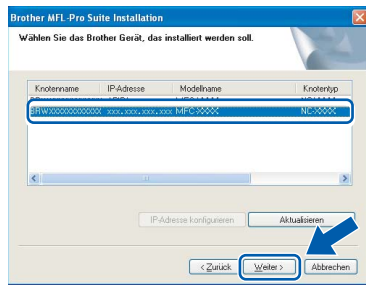 Brother MFL-Pro Suite Installation
Wählen Sie das Brother Gerät, das installiert werden soll.
Knotenname IP-Adresse Modellname Knotentyp
BRWXXXXXXXXXXXX xxx.xxx.xxx.xxx MFC-XXXX NC-XXXX
IP-Adresse konfigurieren Aktualisieren
< Zurück Weiter > Abbrechen